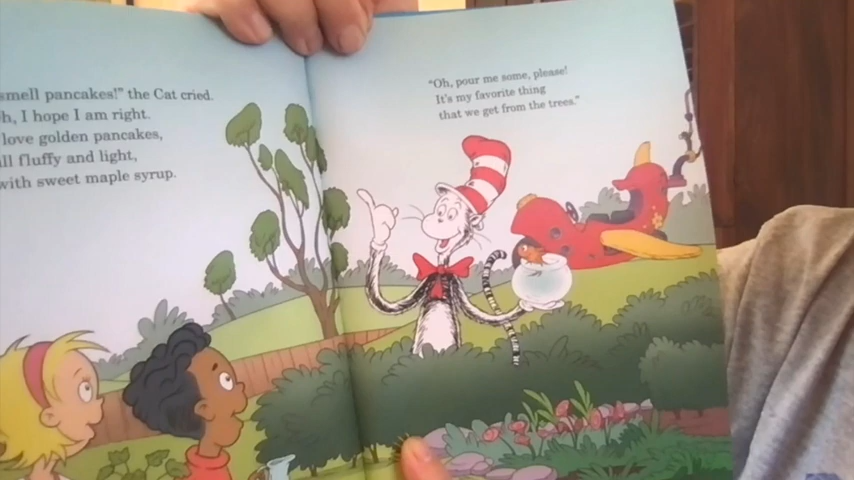 smell pancakes!" the Cat cried.
h, I hope I am right.
love golden pancakes,
ll fluffy and light,
with sweet maple syrup.
"Oh, pour me some, please!
It's my favorite thing
that we get from the trees."